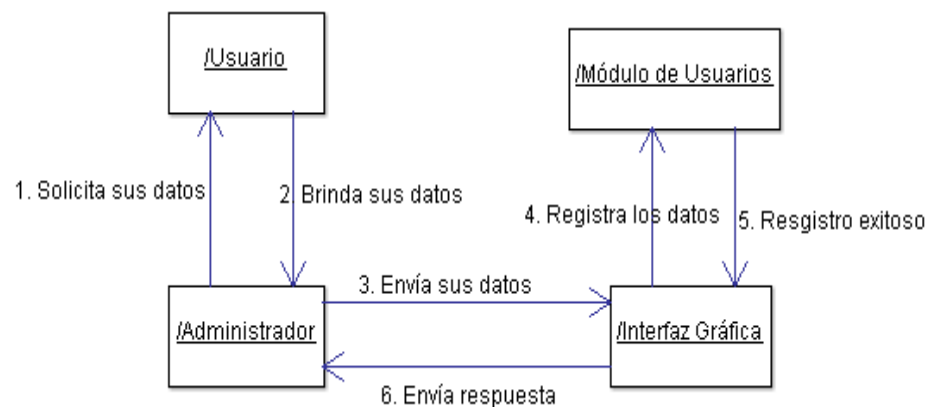 /Usuario
/Módulo de Usuarios
1. Solicita sus datos
2 Brinda sus datos
4. Registra los datos
5. Resgistro exitoso
3. Envía sus datos
/Administrador
/Interfaz Gráfica
6. Envía respuesta